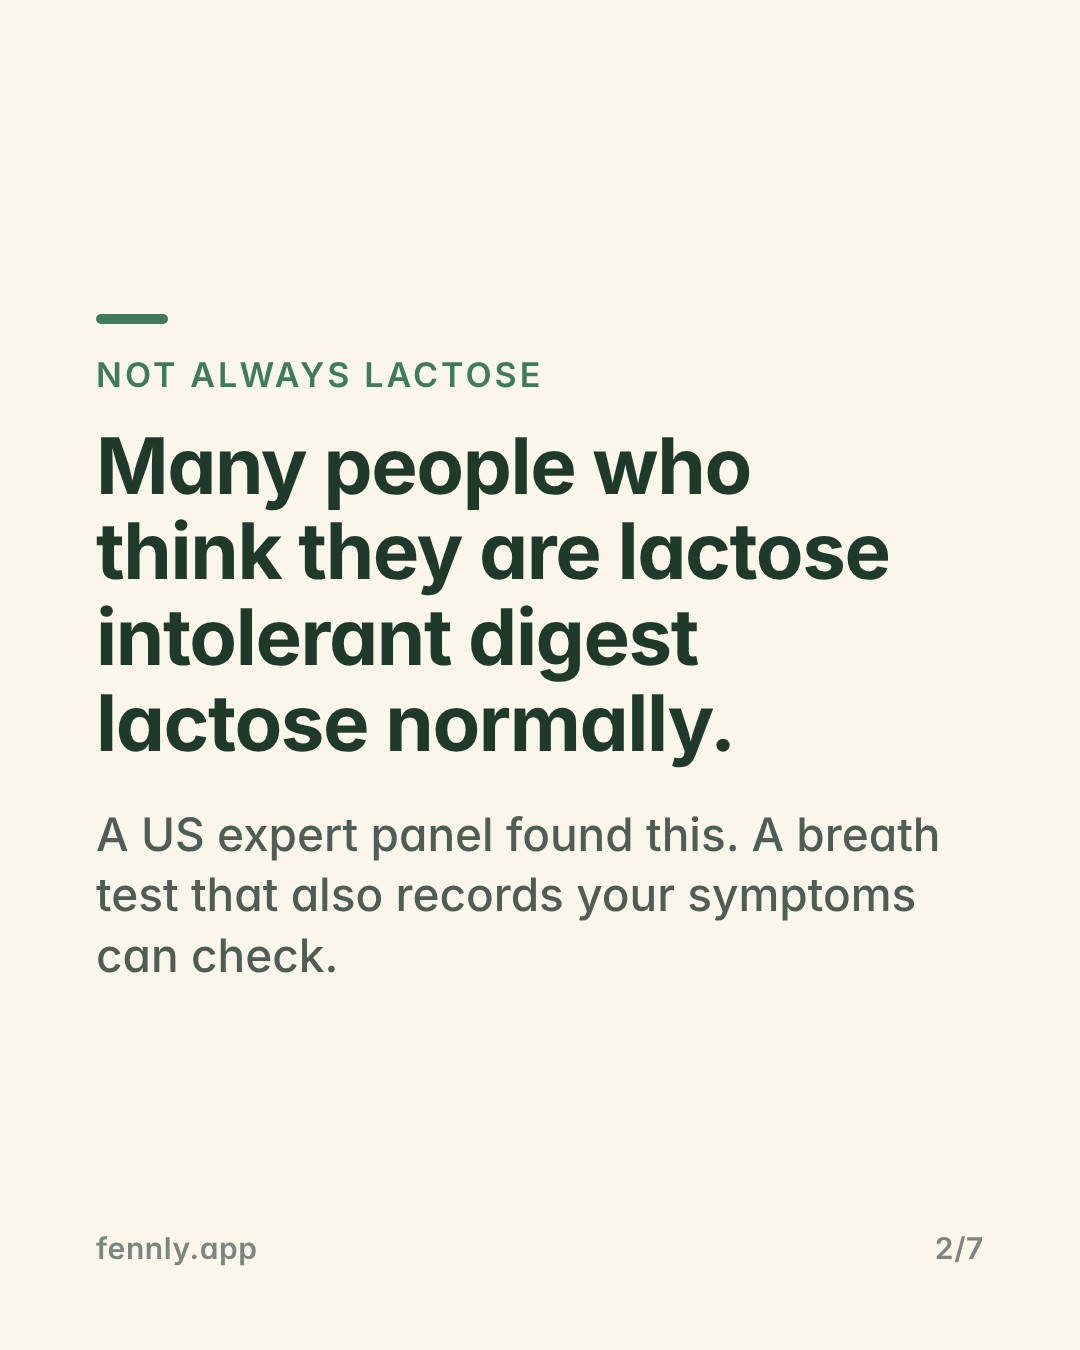 NOT ALWAYS LACTOSE
Many people who
think they are lactose
intolerant digest
lactose normally.
A US expert panel found this. A breath
test that also records your symptoms
can check.
fennly.app
2/7